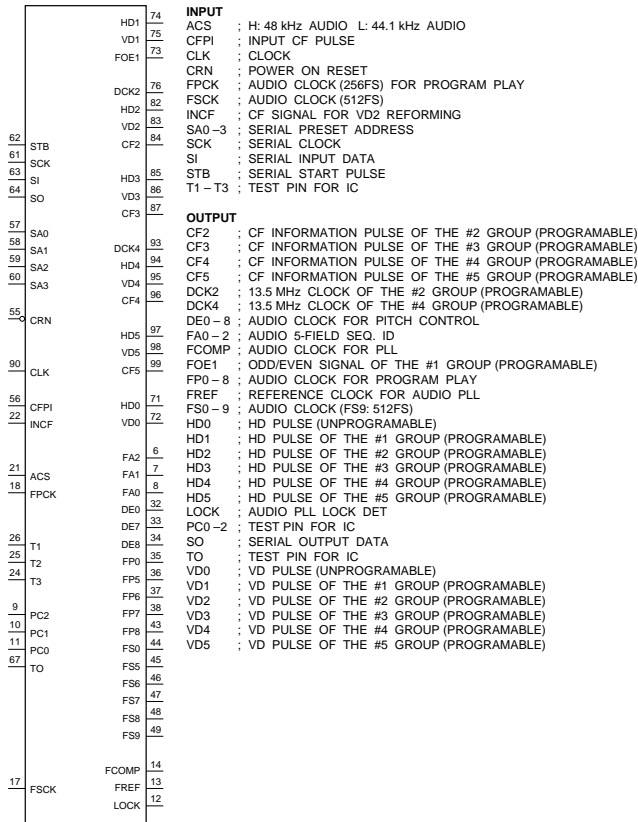 74 HD1
75 VD1
73 FOE1
76 DCK2
82 HD2
83 VD2
84 CF2
62 STB
61 SCK
63 SI
64 SO
85 HD3
86 VD3
87 CF3
57 SA0
58 SA1
59 SA2
60 SA3
93 DCK4
94 HD4
95 VD4
96 CF4
55 CRN
97 HD5
98 VD5
99 CF5
90 CLK
56 CFPI
22 INCF
71 HD0
72 VD0
21 ACS
18 FPCK
6 FA2
7 FA1
8 FA0
32 DE0
33 DE7
34 DE8
35 FP0
36 FP5
37 FP6
38 FP7
43 FP8
44 FS0
45 FS5
46 FS6
47 FS7
48 FS8
49 FS9
26 T1
25 T2
24 T3
9 PC2
10 PC1
11 PC0
67 TO
14 FCOMP
13 FREF
12 LOCK
17 FSCK
INPUT
ACS ; H: 48 kHz AUDIO L: 44.1 kHz AUDIO
CFPI ; INPUT CF PULSE
CLK ; CLOCK
CRN ; POWER ON RESET
FPCK ; AUDIO CLOCK (256FS) FOR PROGRAM PLAY
FSCK ; AUDIO CLOCK (512FS)
INCF ; CF SIGNAL FOR VD2 REFORMING
SA0 – 3 ; SERIAL PRESET ADDRESS
SCK ; SERIAL CLOCK
SI ; SERIAL INPUT DATA
STB ; SERIAL START PULSE
T1 – T3 ; TEST PIN FOR IC
OUTPUT
CF2 ; CF INFORMATION PULSE OF THE #2 GROUP (PROGRAMABLE)
CF3 ; CF INFORMATION PULSE OF THE #3 GROUP (PROGRAMABLE)
CF4 ; CF INFORMATION PULSE OF THE #4 GROUP (PROGRAMABLE)
CF5 ; CF INFORMATION PULSE OF THE #5 GROUP (PROGRAMABLE)
DCK2 ; 13.5 MHz CLOCK OF THE #2 GROUP (PROGRAMABLE)
DCK4 ; 13.5 MHz CLOCK OF THE #4 GROUP (PROGRAMABLE)
DE0 – 8 ; AUDIO CLOCK FOR PITCH CONTROL
FA0 – 2 ; AUDIO 5-FIELD SEQ. ID
FCOMP ; AUDIO CLOCK FOR PLL
FOE1 ; ODD/EVEN SIGNAL OF THE #1 GROUP (PROGRAMABLE)
FP0 – 8 ; AUDIO CLOCK FOR PROGRAM PLAY
FREF ; REFERENCE CLOCK FOR AUDIO PLL
FS0 – 9 ; AUDIO CLOCK (FS9: 512FS)
HD0 ; HD PULSE (UNPROGRAMABLE)
HD1 ; HD PULSE OF THE #1 GROUP (PROGRAMABLE)
HD2 ; HD PULSE OF THE #2 GROUP (PROGRAMABLE)
HD3 ; HD PULSE OF THE #3 GROUP (PROGRAMABLE)
HD4 ; HD PULSE OF THE #4 GROUP (PROGRAMABLE)
HD5 ; HD PULSE OF THE #5 GROUP (PROGRAMABLE)
LOCK ; AUDIO PLL LOCK DET
PC0 – 2 ; TEST PIN FOR IC
SO ; SERIAL OUTPUT DATA
TO ; TEST PIN FOR IC
VD0 ; VD PULSE (UNPROGRAMABLE)
VD1 ; VD PULSE OF THE #1 GROUP (PROGRAMABLE)
VD2 ; VD PULSE OF THE #2 GROUP (PROGRAMABLE)
VD3 ; VD PULSE OF THE #3 GROUP (PROGRAMABLE)
VD4 ; VD PULSE OF THE #4 GROUP (PROGRAMABLE)
VD5 ; VD PULSE OF THE #5 GROUP (PROGRAMABLE)